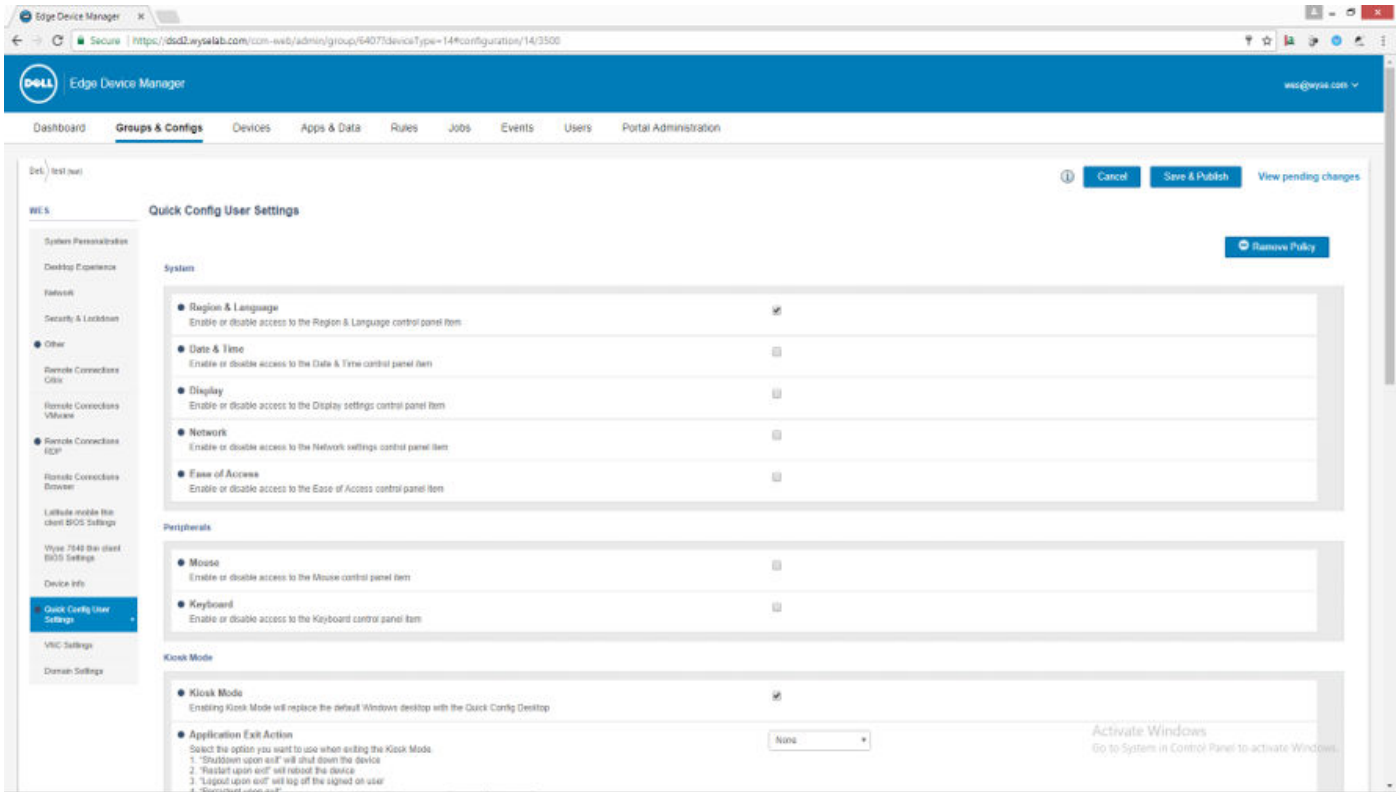 Edge Device Manager
Secure | https://dsd2.wyselab.com/ccm-web/admin/group/6407?deviceType=14#configuration/14/3500
DELL Edge Device Manager
wes@wyse.com
Dashboard Groups & Configs Devices Apps & Data Rules Jobs Events Users Portal Administration
test
Cancel Save & Publish View pending changes
WES
Quick Config User Settings
System Personalization
Desktop Experience
Network
Security & Lockdown
Other
Remote Connections
Citrix
Remote Connections
VMware
Remote Connections
RDP
Remote Connections
Browser
Latitude mobile thin
client BIOS Settings
Wyse 7040 thin client
BIOS Settings
Device Info
Quick Config User
Settings
VNC Settings
Domain Settings
Remove Policy
System
Region & Language
Enable or disable access to the Region & Language control panel item
Date & Time
Enable or disable access to the Date & Time control panel item
Display
Enable or disable access to the Display settings control panel item
Network
Enable or disable access to the Network settings control panel item
Ease of Access
Enable or disable access to the Ease of Access control panel item
Peripherals
Mouse
Enable or disable access to the Mouse control panel item
Keyboard
Enable or disable access to the Keyboard control panel item
Kiosk Mode
Kiosk Mode
Enabling Kiosk Mode will replace the default Windows desktop with the Quick Config Desktop
Application Exit Action
None
Select the option you want to use when exiting the Kiosk Mode.
1. "Shutdown upon exit" will shut down the device
2. "Restart upon exit" will reboot the device
3. "Logout upon exit" will log off the signed on user
4. "Persistent upon exit"
Activate Windows
Go to System in Control Panel to activate Windows.